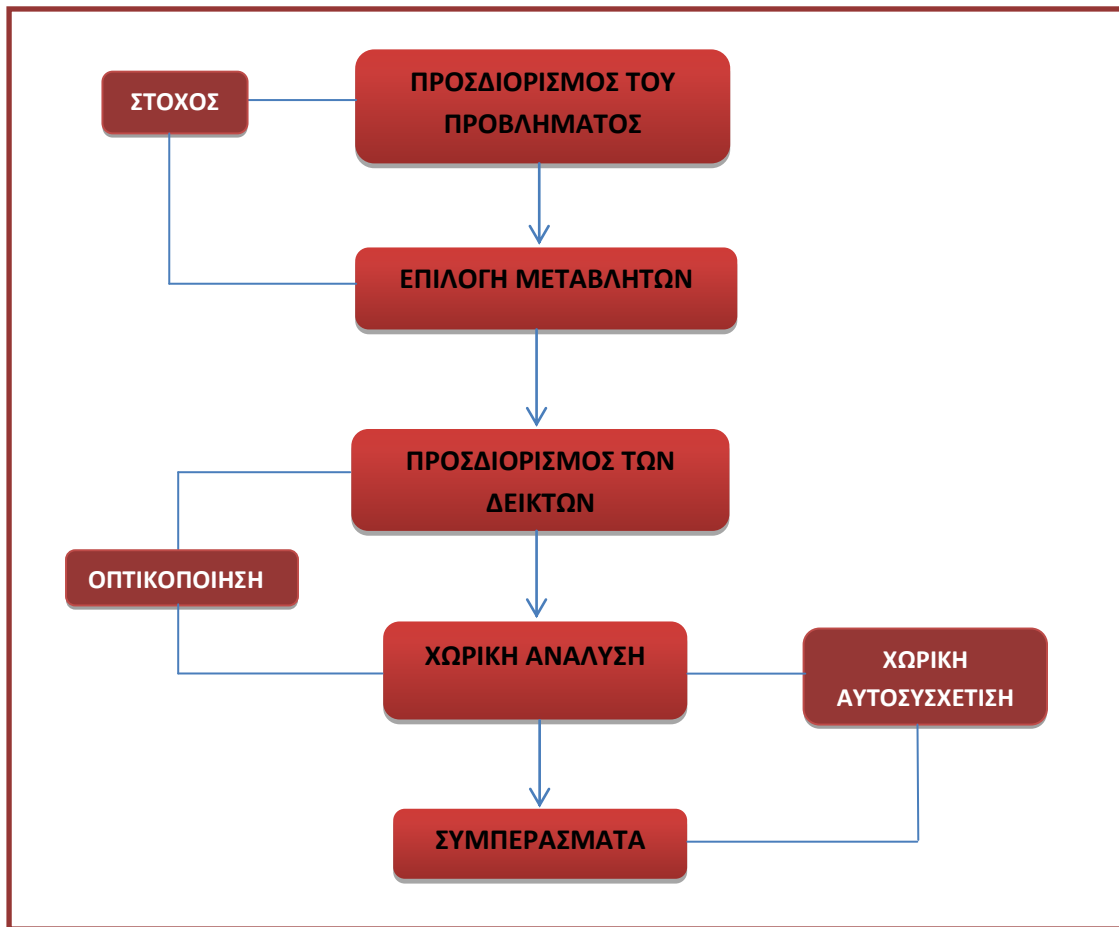 ΠΡΟΣΔΙΟΡΙΣΜΟΣ ΤΟΥ
ΠΡΟΒΛΗΜΑΤΟΣ
ΣΤΟΧΟΣ
ΕΠΙΛΟΓΗ ΜΕΤΑΒΛΗΤΩΝ
ΠΡΟΣΔΙΟΡΙΣΜΟΣ ΤΩΝ
ΔΕΙΚΤΩΝ
ΟΠΤΙΚΟΠΟΙΗΣΗ
ΧΩΡΙΚΗ ΑΝΑΛΥΣΗ
ΧΩΡΙΚΗ
ΑΥΤΟΣΥΣΧΕΤΙΣΗ
ΣΥΜΠΕΡΑΣΜΑΤΑ